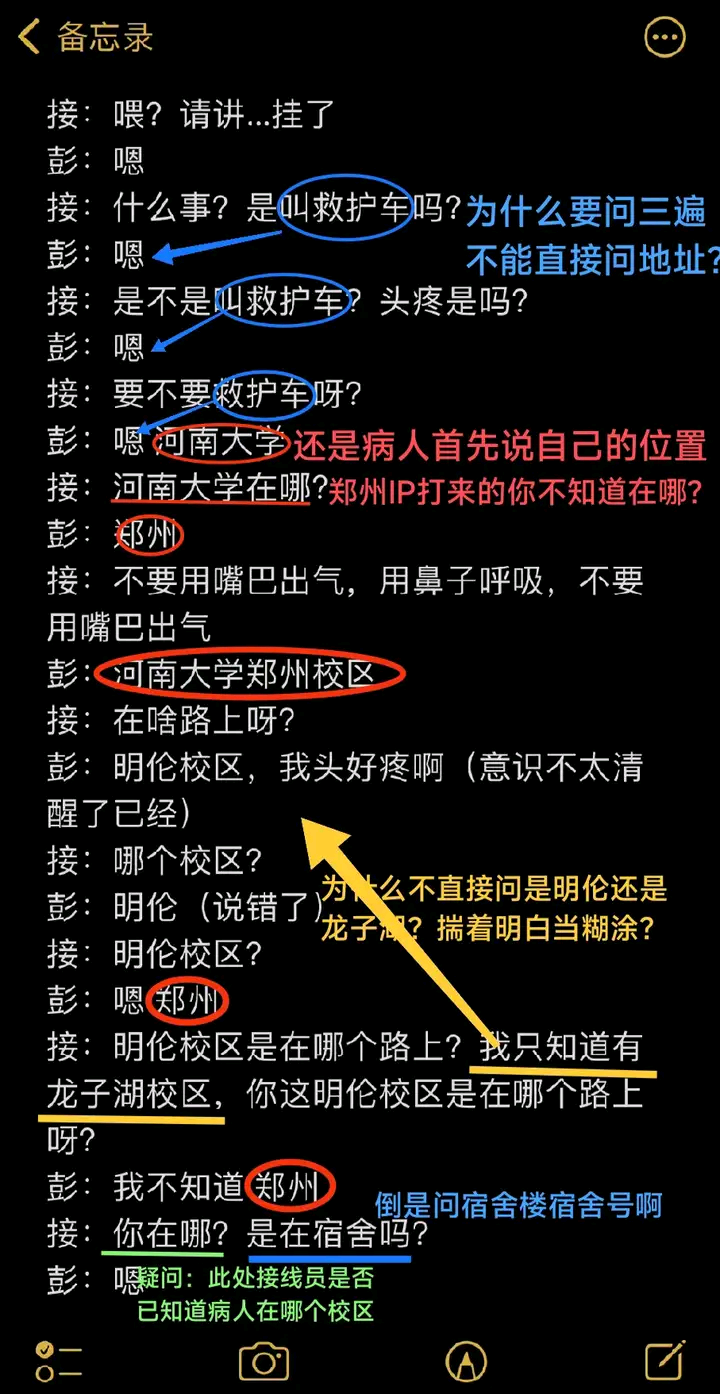 备忘录
接：喂？请讲...挂了
彭：嗯
接：什么事？是叫救护车吗？
为什么要问三遍
彭：嗯
不能直接问地址？
接：是不是叫救护车？头疼是吗？
彭：嗯
接：要不要救护车呀？
彭：嗯 河南大学
还是病人首先说自己的位置
接：河南大学在哪？
郑州IP打来的你不知道在哪？
彭：郑州
接：不要用嘴巴出气，用鼻子呼吸，不要
用嘴巴出气
彭：河南大学郑州校区
接：在啥路上呀？
彭：明伦校区，我头好疼啊（意识不太清
醒了已经）
接：哪个校区？
为什么不直接问是明伦还是
彭：明伦（说错了）
龙子湖？揣着明白当糊涂？
接：明伦校区？
彭：嗯 郑州
接：明伦校区是在哪个路上？我只知道有
龙子湖校区，你这明伦校区是在哪个路上
呀？
彭：我不知道 郑州
倒是问宿舍楼宿舍号啊
接：你在哪？是在宿舍吗？
彭：嗯
疑问：此处接线员是否
已知道病人在哪个校区